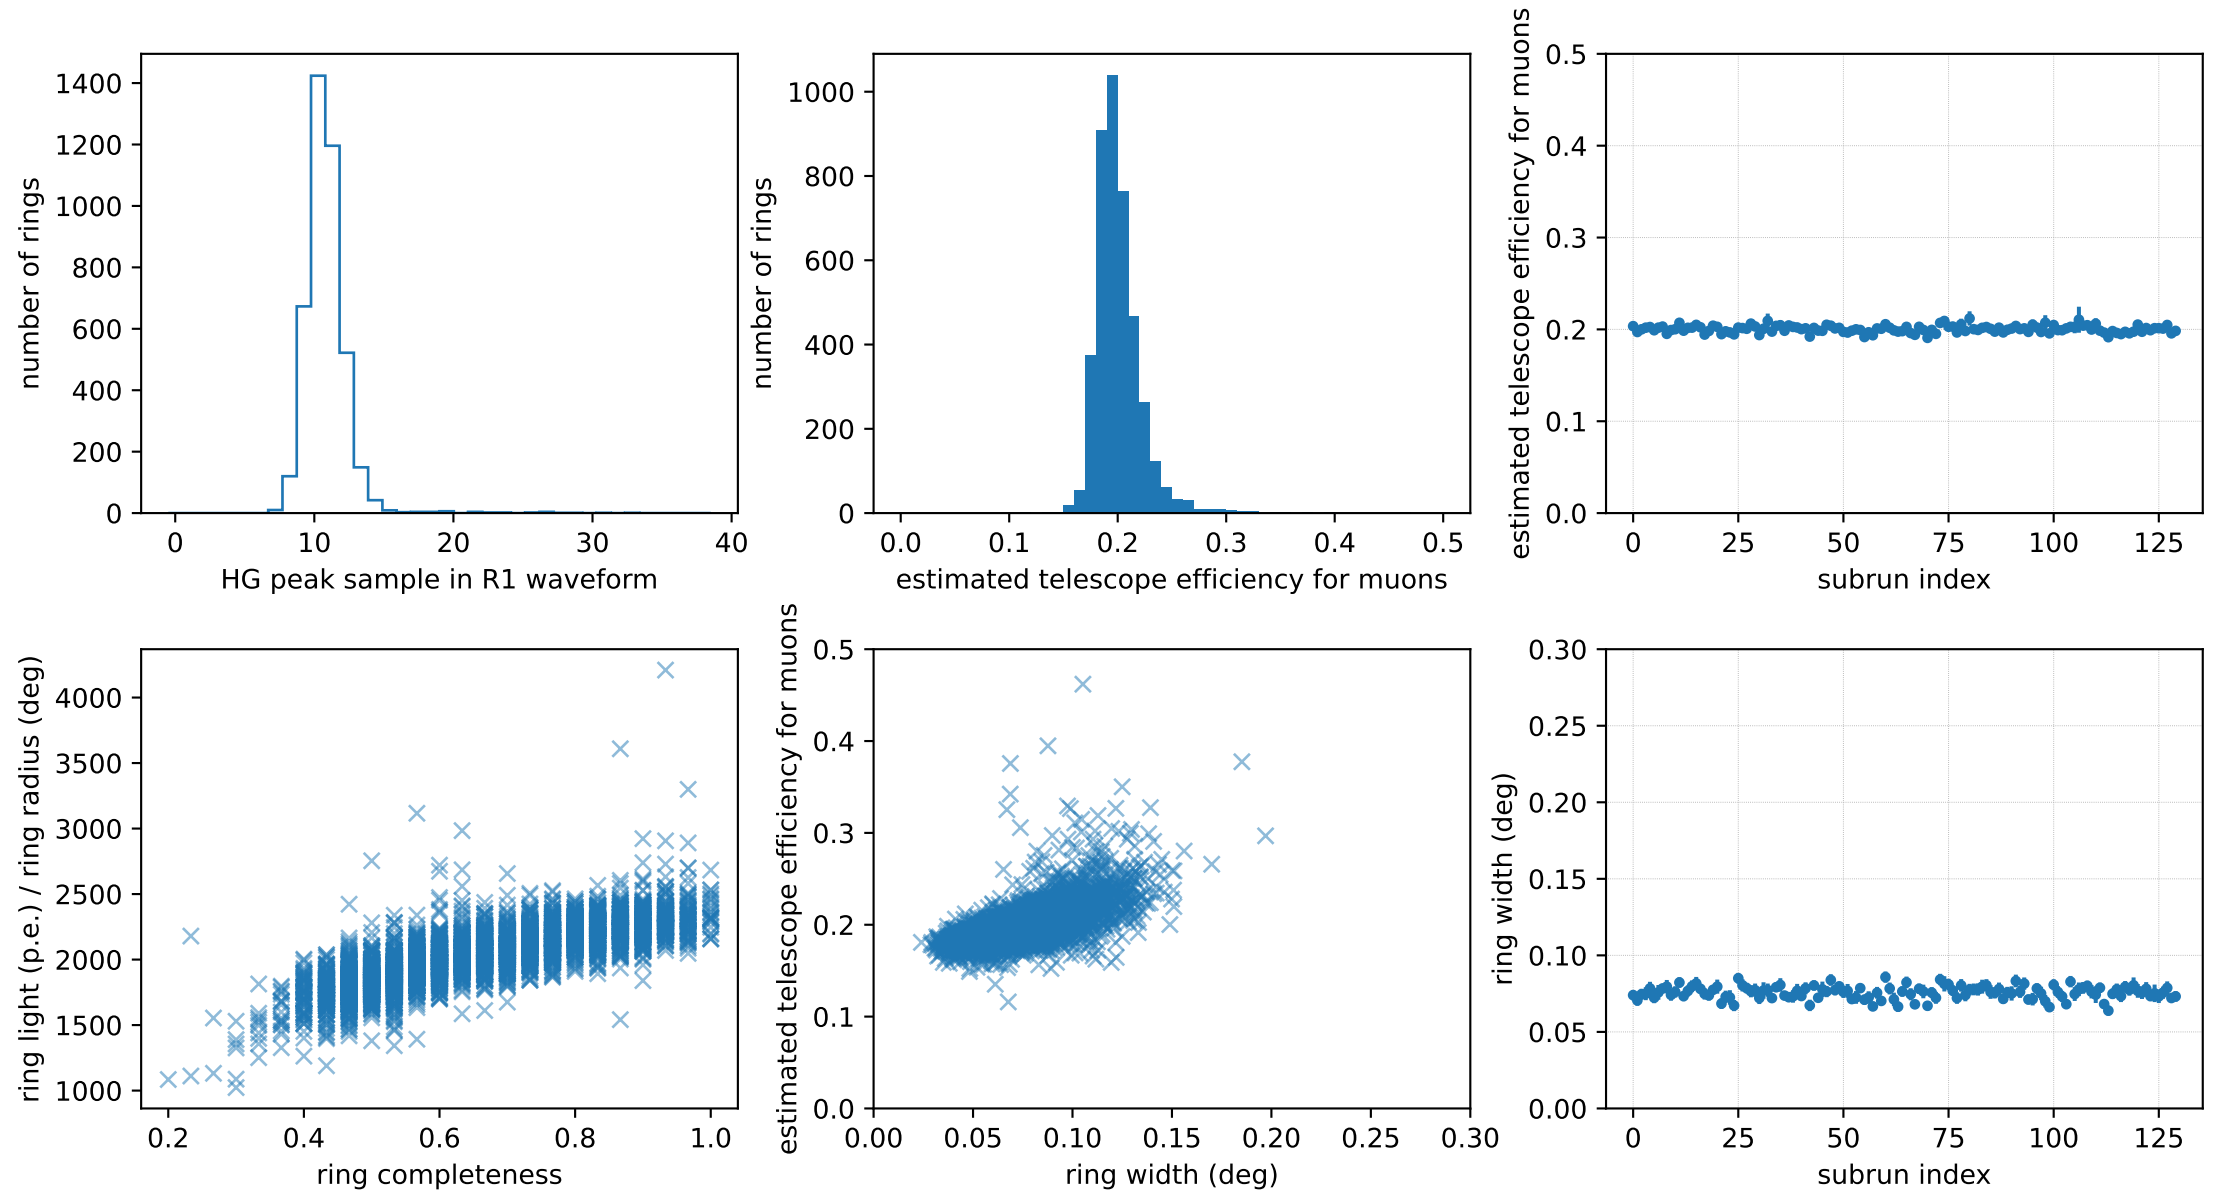 1400
1200
1000
800
600
400
200
0
number of rings
0 10 20 30 40
HG peak sample in R1 waveform
1000
800
600
400
200
0
number of rings
0.0 0.1 0.2 0.3 0.4 0.5
estimated telescope efficiency for muons
0.5
0.4
0.3
0.2
0.1
0.0
estimated telescope efficiency for muons
0 25 50 75 100 125
subrun index
4000
3500
3000
2500
2000
1500
1000
ring light (p.e.) / ring radius (deg)
0.2 0.4 0.6 0.8 1.0
ring completeness
0.5
0.4
0.3
0.2
0.1
0.0
estimated telescope efficiency for muons
0.00 0.05 0.10 0.15 0.20 0.25 0.30
ring width (deg)
0.30
0.25
0.20
0.15
0.10
0.05
0.00
ring width (deg)
0 25 50 75 100 125
subrun index